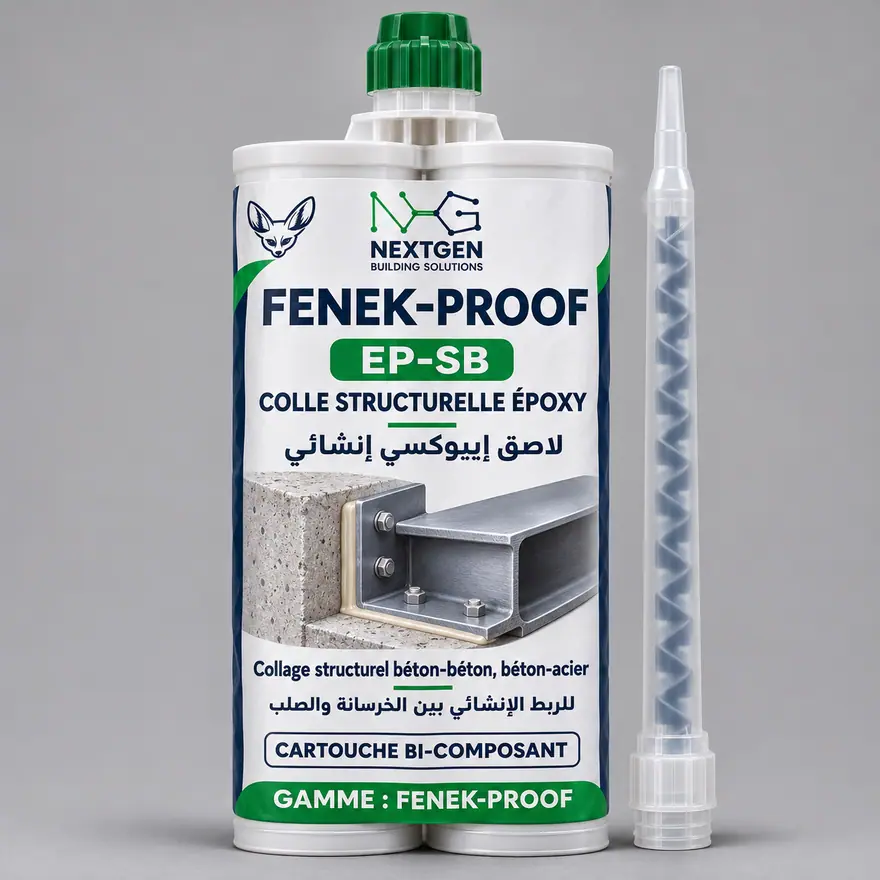 NG
NEXTGEN
BUILDING SOLUTIONS
FENEK-PROOF
EP-SB
COLLE STRUCTURELLE ÉPOXY
لاصق إيبوكسي إنشائي
Collage structurel béton-béton, béton-acier
للربط الإنشائي بين الخرسانة والصلب
CARTOUCHE BI-COMPOSANT
GAMME : FENEK-PROOF